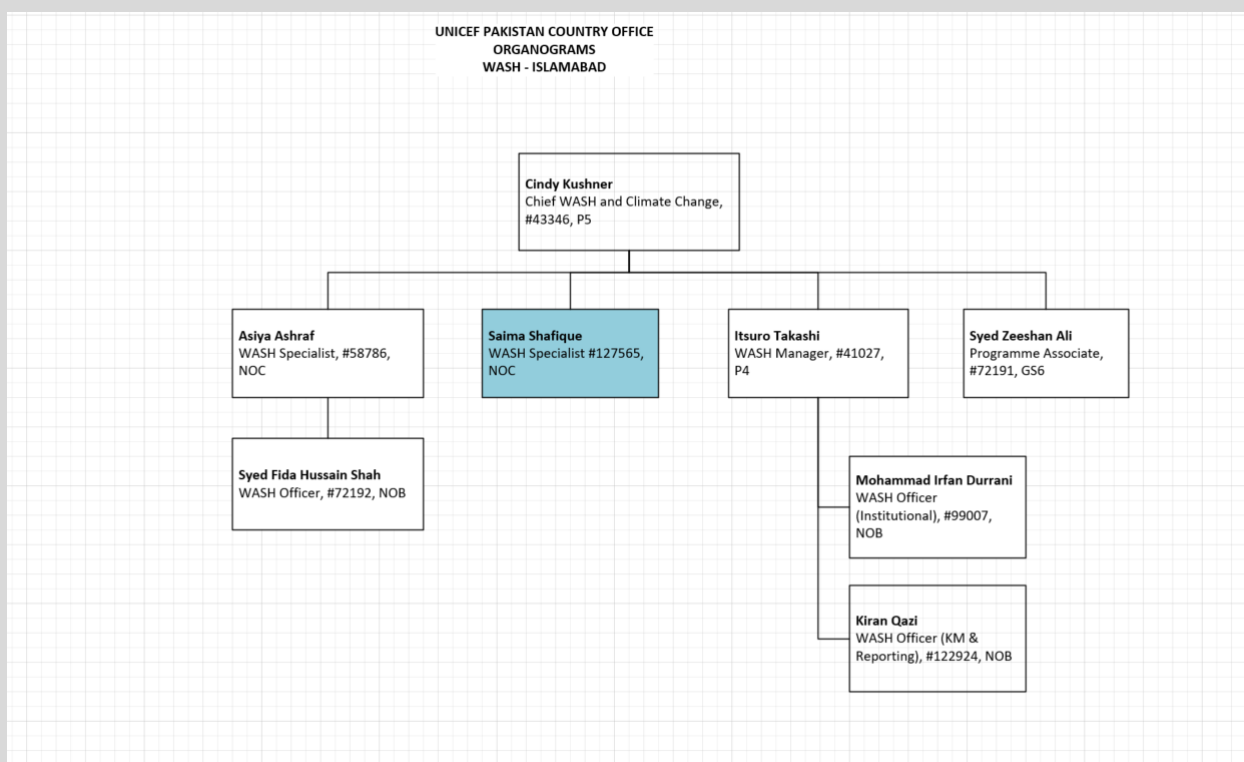 UNICEF PAKISTAN COUNTRY OFFICE
ORGANOGRAMS
WASH - ISLAMABAD
Cindy Kushner
Chief WASH and Climate Change,
#43346, P5
Asiya Ashraf
WASH Specialist, #58786,
NOC
Saima Shafique
WASH Specialist #127565,
NOC
Itsuro Takashi
WASH Manager, #41027,
P4
Syed Zeeshan Ali
Programme Associate,
#72191, GS6
Syed Fida Hussain Shah
WASH Officer, #72192, NOB
Mohammad Irfan Durrani
WASH Officer
(Institutional), #99007,
NOB
Kiran Qazi
WASH Officer (KM &
Reporting), #122924, NOB